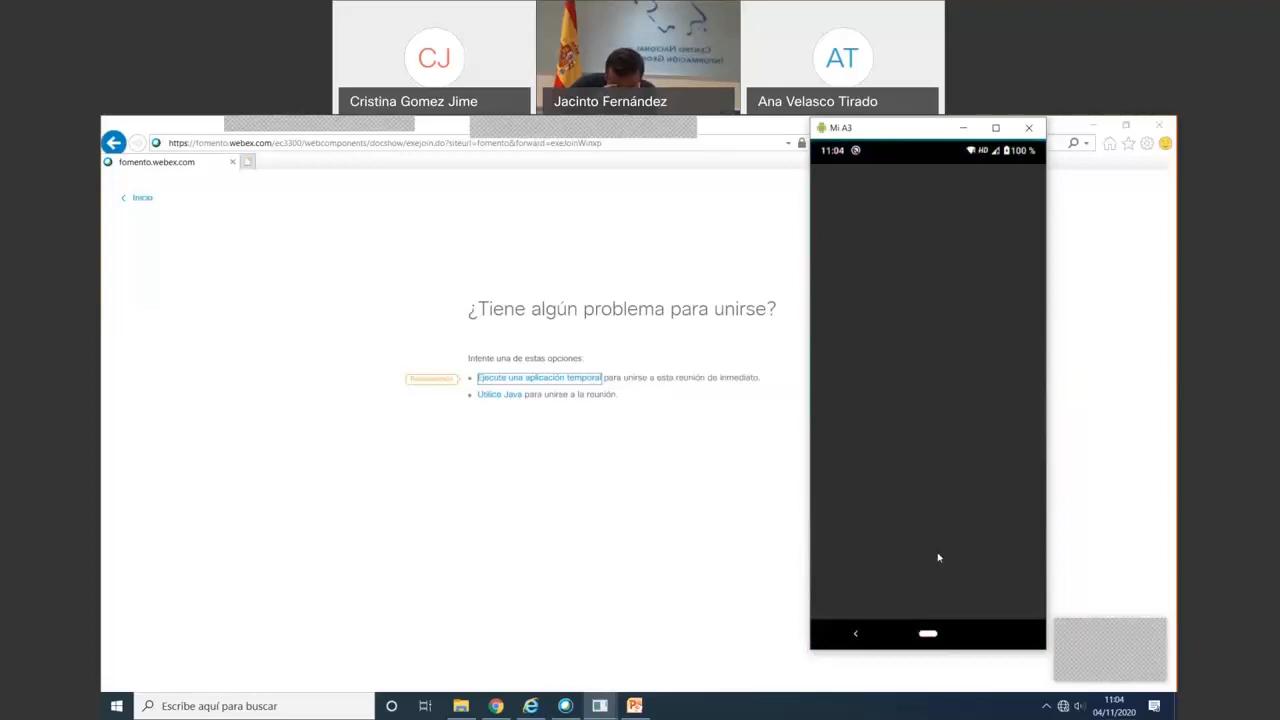 CJ
AT
Cristina Gomez Jime
Jacinto Fernández
Ana Velasco Tirado
Mi A3
https://fomento.webex.com/ec3300/webcomponents/docshow/exejoin.do?siteurl=fomento&forward=exeJoinWinxp
fomento.webex.com
11:04
HD
100 %
Inicio
¿Tiene algún problema para unirse?
Intente una de estas opciones:
Ejecute una aplicación temporal para unirse a esta reunión de inmediato.
Utilice Java para unirse a la reunión.
Escribe aquí para buscar
11:04
04/11/2020